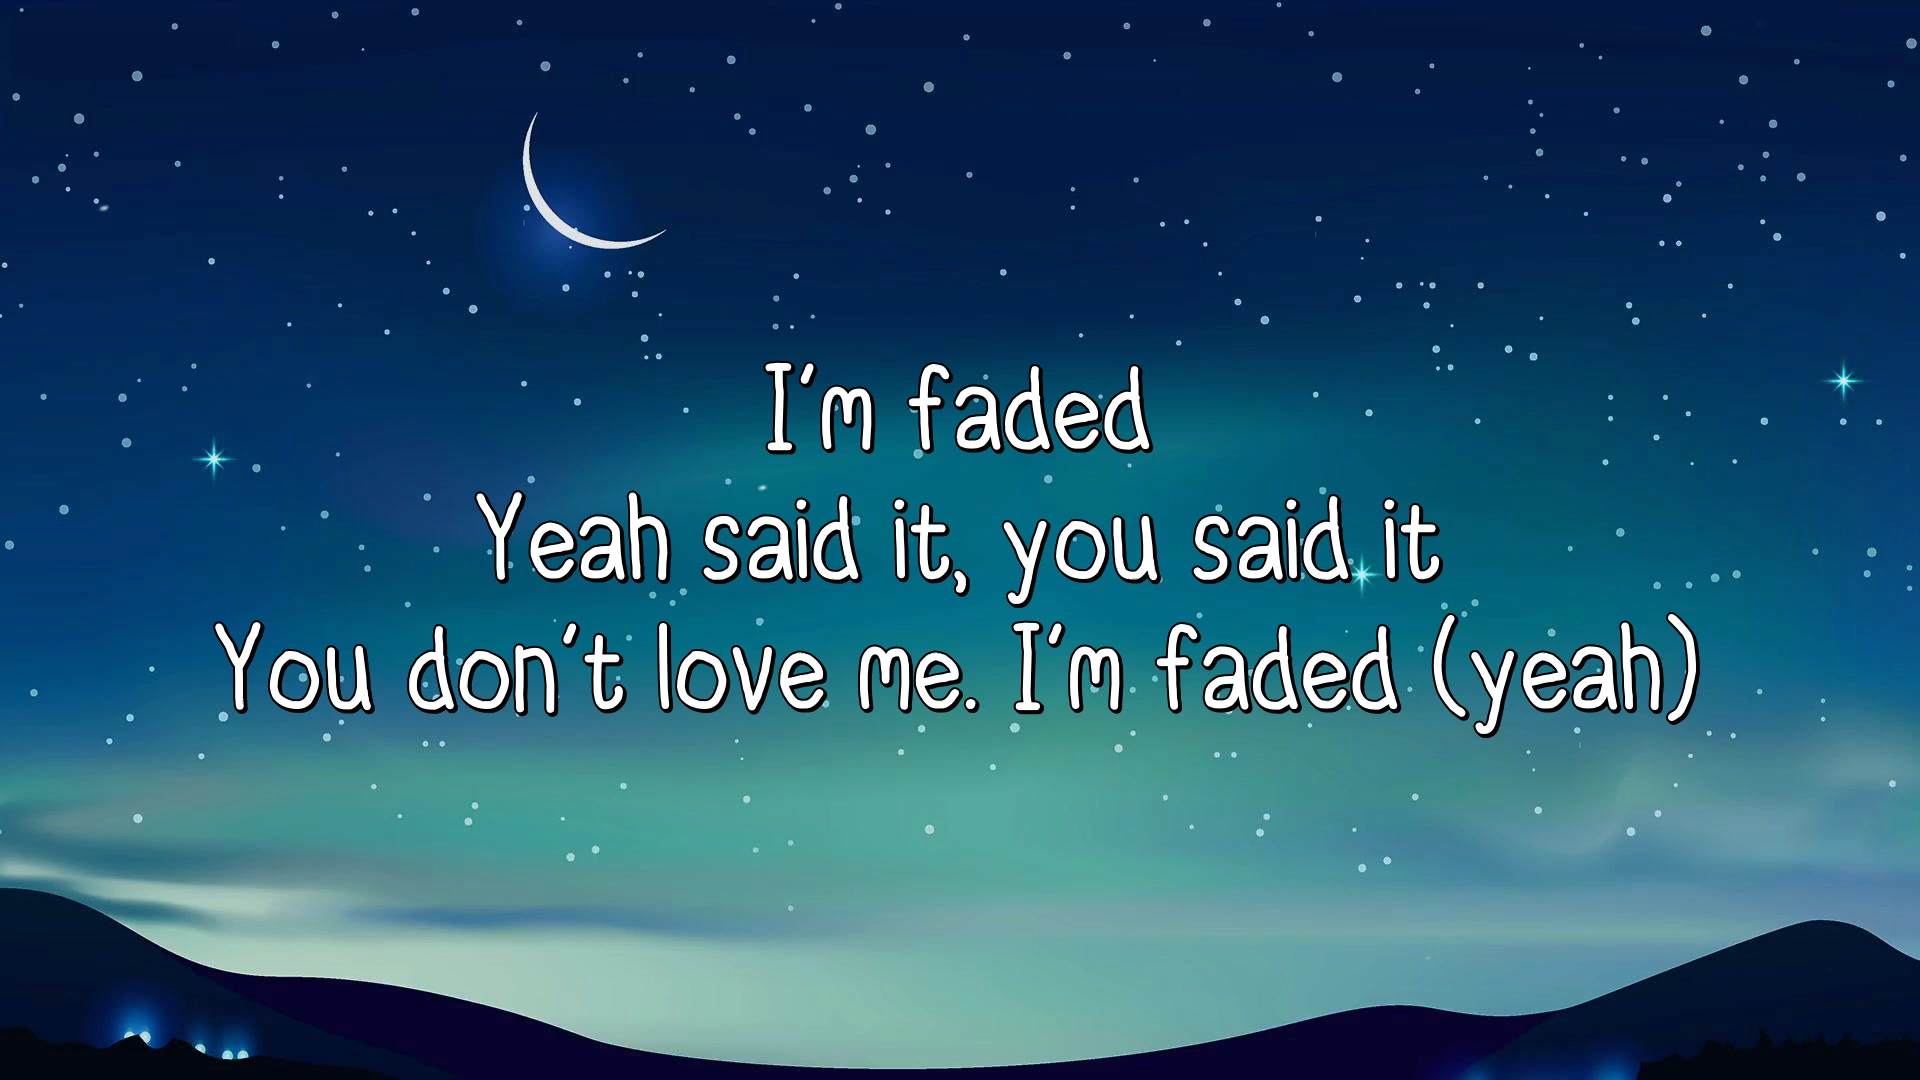 I'm faded
Yeah said it, you said it
You don't love me. I'm faded (yeah)